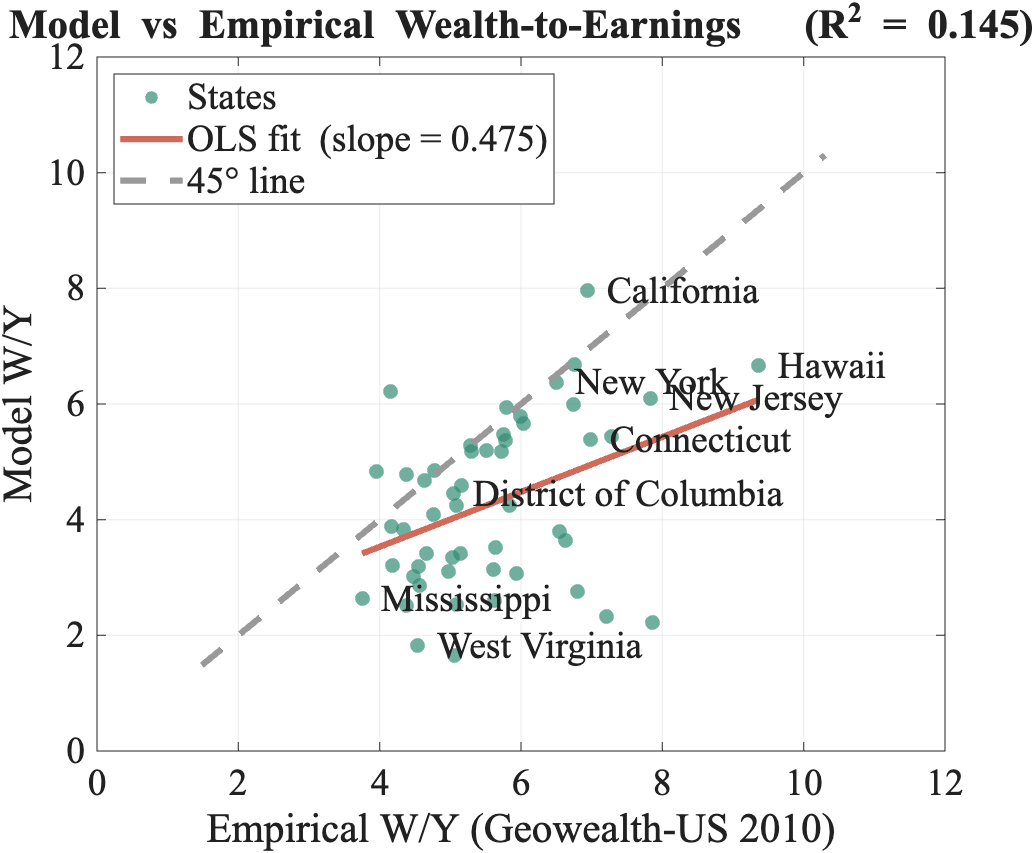 Model vs Empirical Wealth-to-Earnings (R² = 0.145)
12
States
OLS fit (slope = 0.475)
45° line
10
8
California
Hawaii
New York
6
New Jersey
Connecticut
District of Columbia
4
Mississippi
West Virginia
2
0
Model W/Y
0 2 4 6 8 10 12
Empirical W/Y (Geowealth-US 2010)